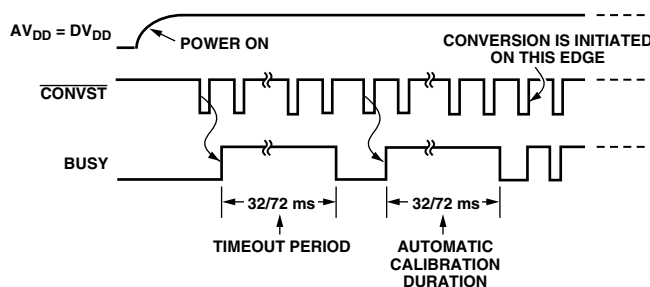 AVDD = DVDD
POWER ON
CONVERSION IS INITIATED
ON THIS EDGE
CONVST
BUSY
32/72 ms
32/72 ms
TIMEOUT PERIOD
AUTOMATIC
CALIBRATION
DURATION